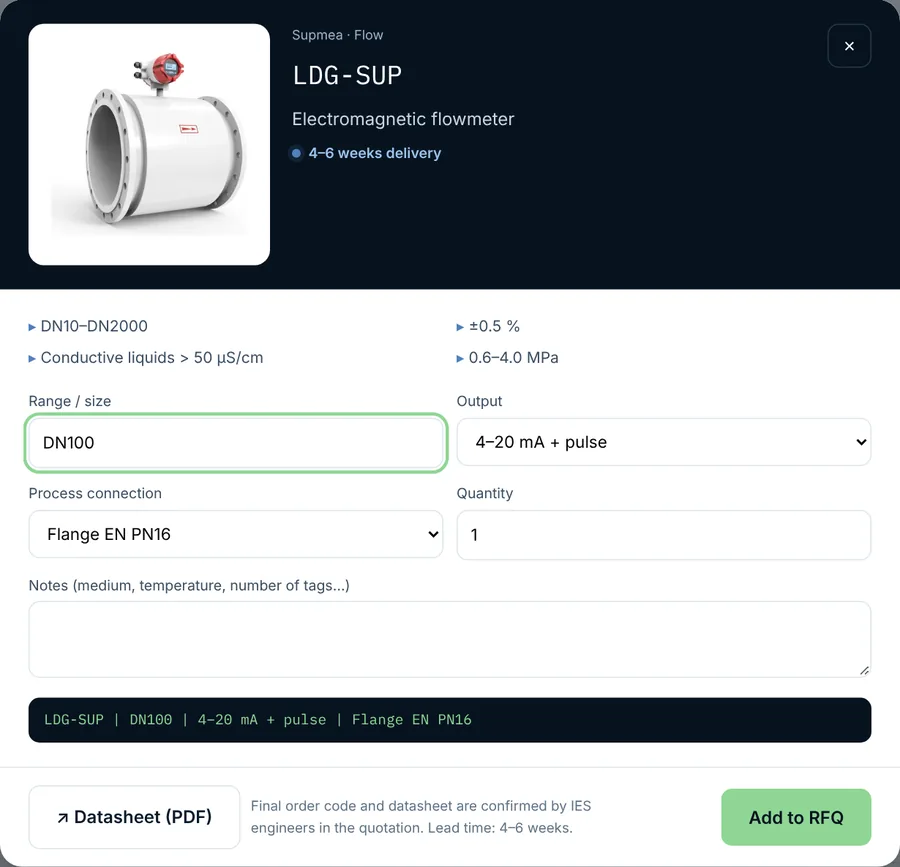 Supmea · Flow
×
LDG-SUP
Electromagnetic flowmeter
4–6 weeks delivery
▸ DN10–DN2000
▸ ±0.5 %
▸ Conductive liquids > 50 µS/cm
▸ 0.6–4.0 MPa
Range / size
Output
DN100
4–20 mA + pulse
Process connection
Quantity
Flange EN PN16
1
Notes (medium, temperature, number of tags…)
LDG-SUP | DN100 | 4–20 mA + pulse | Flange EN PN16
↗ Datasheet (PDF)
Final order code and datasheet are confirmed by IES
engineers in the quotation. Lead time: 4–6 weeks.
Add to RFQ